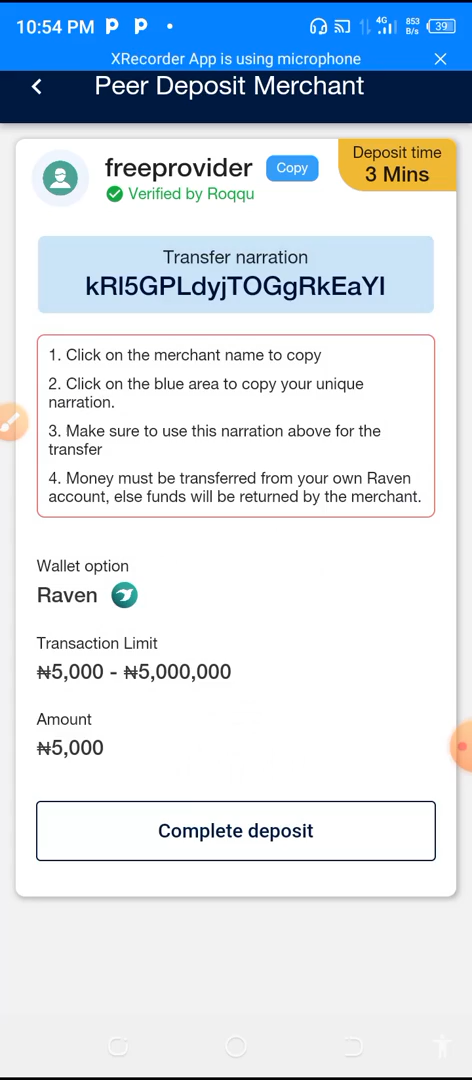 10:54 PM
4G
853 B/s
39
XRecorder App is using microphone
Peer Deposit Merchant
freeprovider
Copy
Deposit time
3 Mins
Verified by Roqqu
Transfer narration
kRl5GPLdyjTOGgRkEaYl
1. Click on the merchant name to copy
2. Click on the blue area to copy your unique
narration.
3. Make sure to use this narration above for the
transfer
4. Money must be transferred from your own Raven
account, else funds will be returned by the merchant.
Wallet option
Raven
Transaction Limit
₦5,000 - ₦5,000,000
Amount
₦5,000
Complete deposit